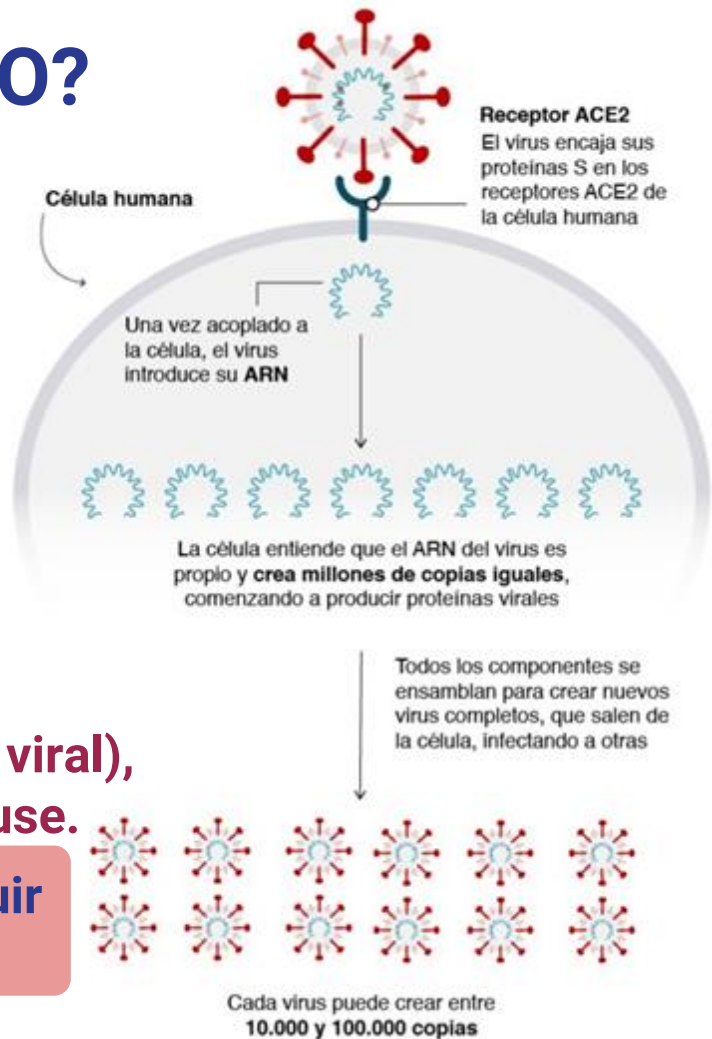 O?
Receptor ACE2
El virus encaja sus
proteínas S en los
receptores ACE2 de
la célula humana
Célula humana
Una vez acoplado a
la célula, el virus
introduce su ARN
La célula entiende que el ARN del virus es
propio y crea millones de copias iguales,
comenzando a producir proteínas virales
Todos los componentes se
ensamblan para crear nuevos
virus completos, que salen de
la célula, infectando a otras
viral),
use.
uir
Cada virus puede crear entre
10.000 y 100.000 copias